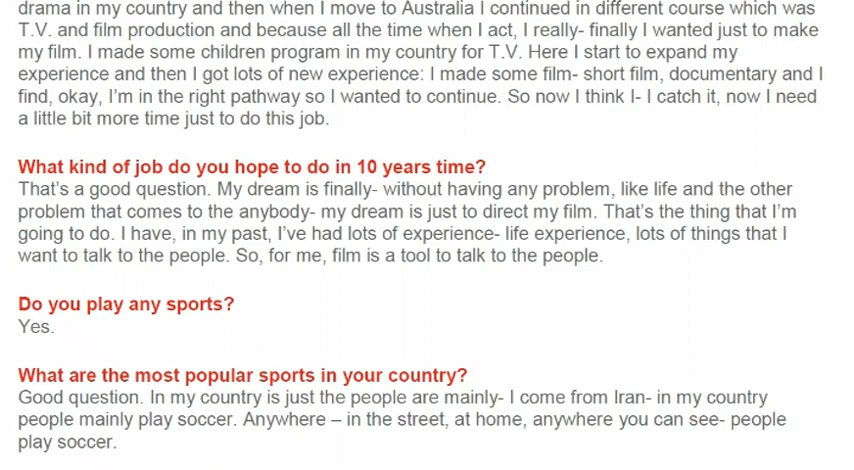 drama in my country and then when I move to Australia I continued in different course which was
T.V. and film production and because all the time when I act, I really- finally I wanted just to make
my film. I made some children program in my country for T.V. Here I start to expand my
experience and then I got lots of new experience: I made some film- short film, documentary and I
find, okay, I'm in the right pathway so I wanted to continue. So now I think I- I catch it, now I need
a little bit more time just to do this job.
What kind of job do you hope to do in 10 years time?
That's a good question. My dream is finally- without having any problem, like life and the other
problem that comes to the anybody- my dream is just to direct my film. That's the thing that I'm
going to do. I have, in my past, I've had lots of experience- life experience, lots of things that I
want to talk to the people. So, for me, film is a tool to talk to the people.
Do you play any sports?
Yes.
What are the most popular sports in your country?
Good question. In my country is just the people are mainly- I come from Iran- in my country
people mainly play soccer. Anywhere – in the street, at home, anywhere you can see- people
play soccer.